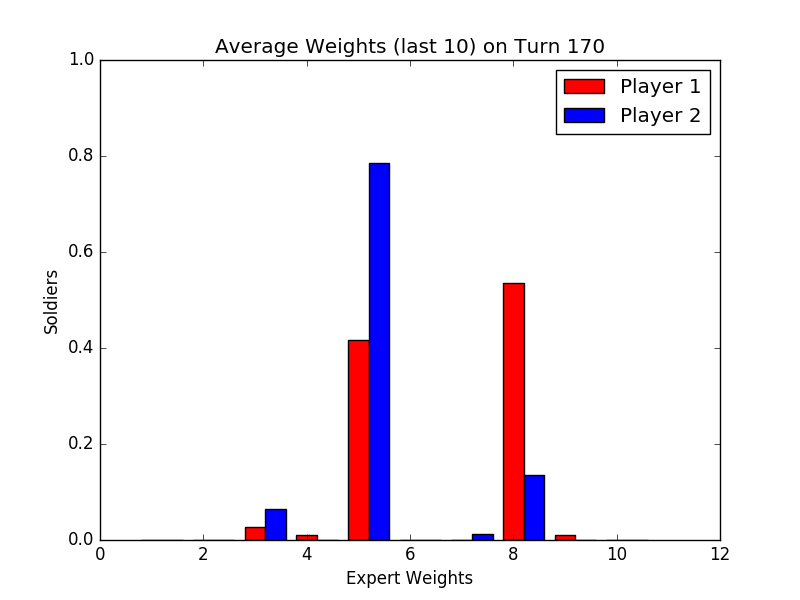 Average Weights (last 10) on Turn 170
1.0
0.8
0.6
0.4
0.2
0.0
Soldiers
Player 1
Player 2
0 2 4 6 8 10 12
Expert Weights